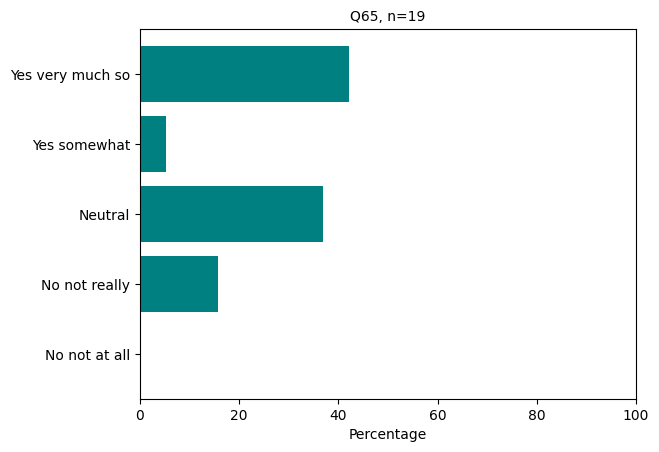 Q65, n=19
Yes very much so
Yes somewhat
Neutral
No not really
No not at all
0 20 40 60 80 100
Percentage